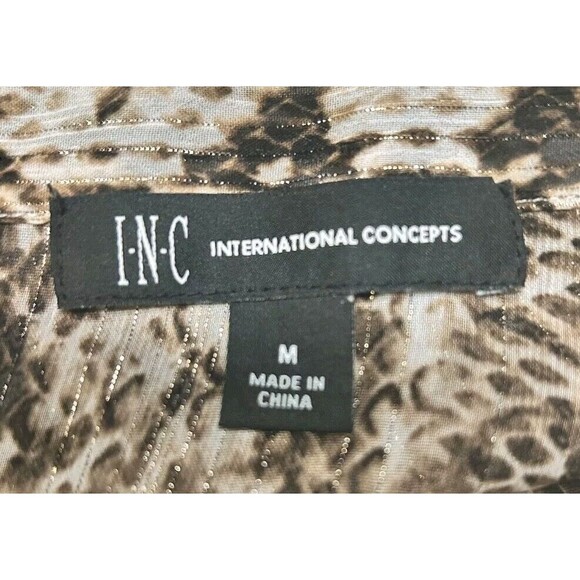 I·N·C INTERNATIONAL CONCEPTS
M
MADE IN
CHINA